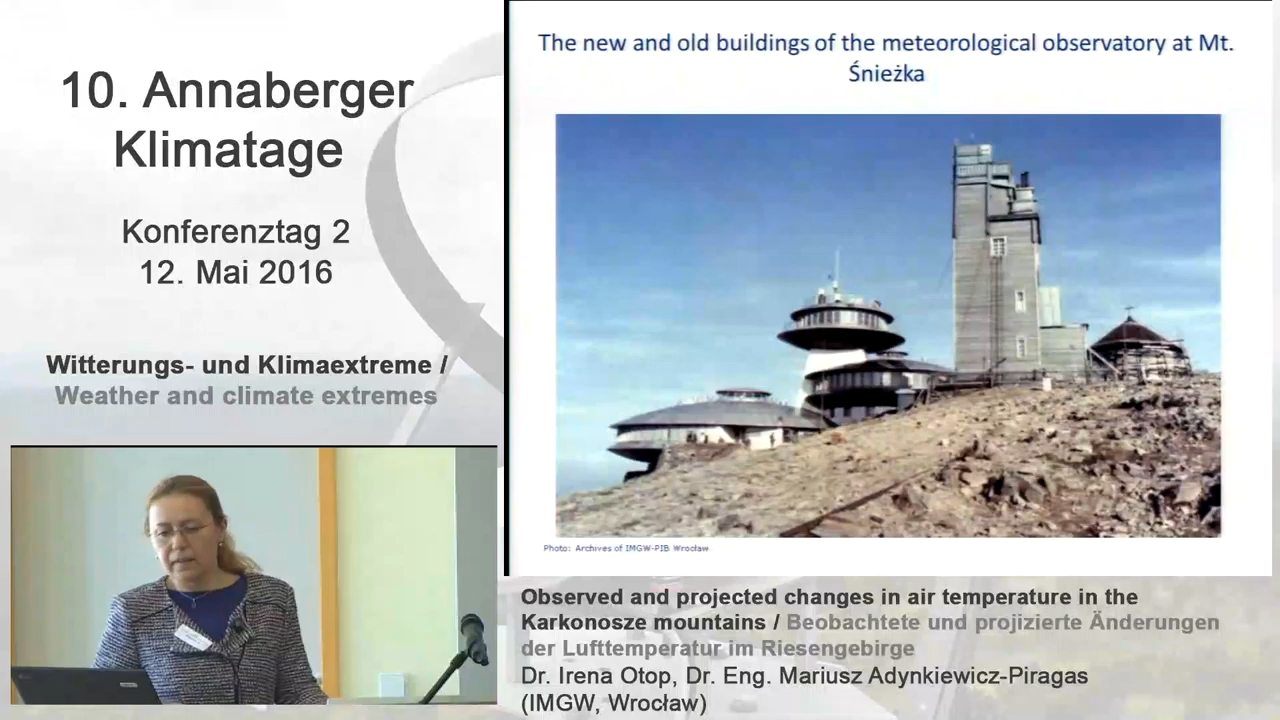 10. Annaberger
Klimatage
Konferenztag 2
12. Mai 2016
Witterungs- und Klimaextreme /
Weather and climate extremes
The new and old buildings of the meteorological observatory at Mt.
Śnieżka
Photo: Archives of IMGW-PIB Wrocław
Observed and projected changes in air temperature in the
Karkonosze mountains / Beobachtete und projizierte Änderungen
der Lufttemperatur im Riesengebirge
Dr. Irena Otop, Dr. Eng. Mariusz Adynkiewicz-Piragas
(IMGW, Wrocław)